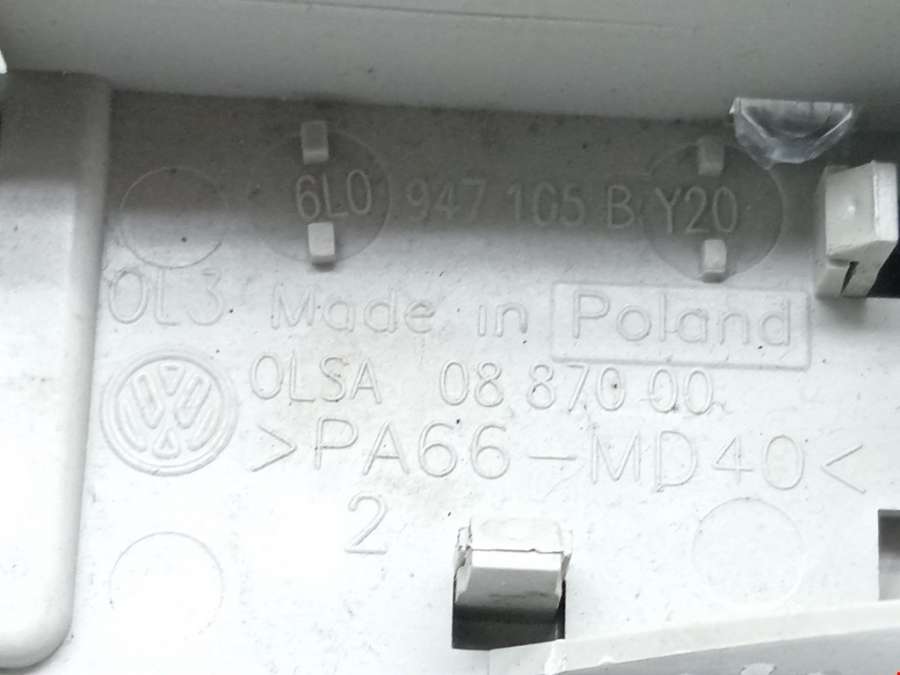 6L0 947 105 B Y20
OL3 Made in Poland
OLSA 08 870 00
>PA66-MD40<
2